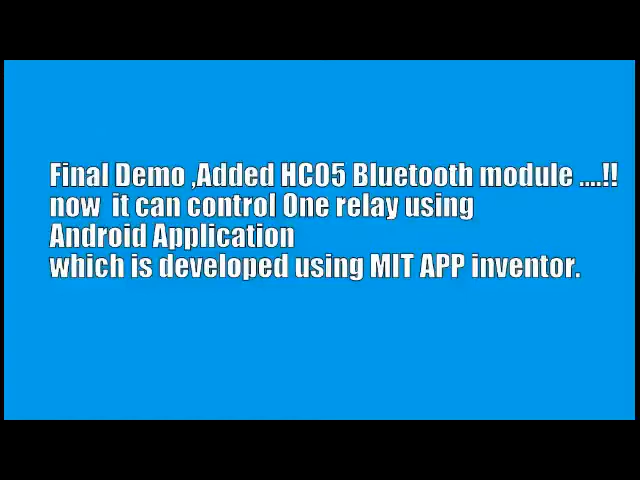 Final Demo ,Added HC05 Bluetooth module ....!!
now  it can control One relay using
Android Application
which is developed using MIT APP inventor.